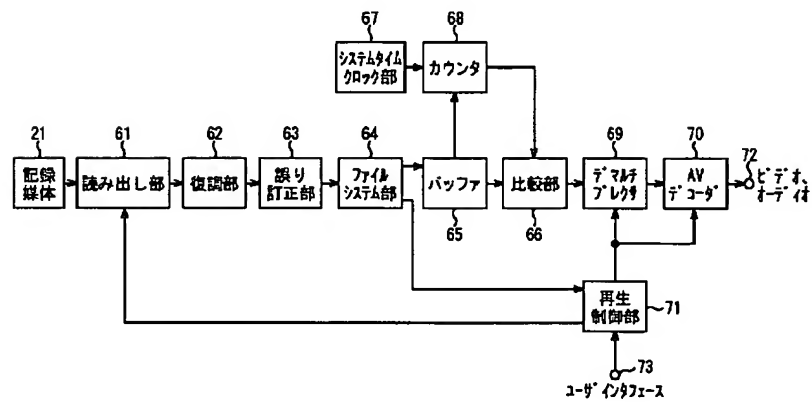 67
68
システムタイム
クロック部
カウンタ
21
61
62
63
64
69
70
72
記録
媒体
読み出し部
復調部
誤り
訂正部
ファイル
システム部
バッファ
比較部
デマルチ
プレクサ
AV
デコーダ
ビデオ、
オーディオ
65
66
再生
制御部
71
73
ユーザインタフェース